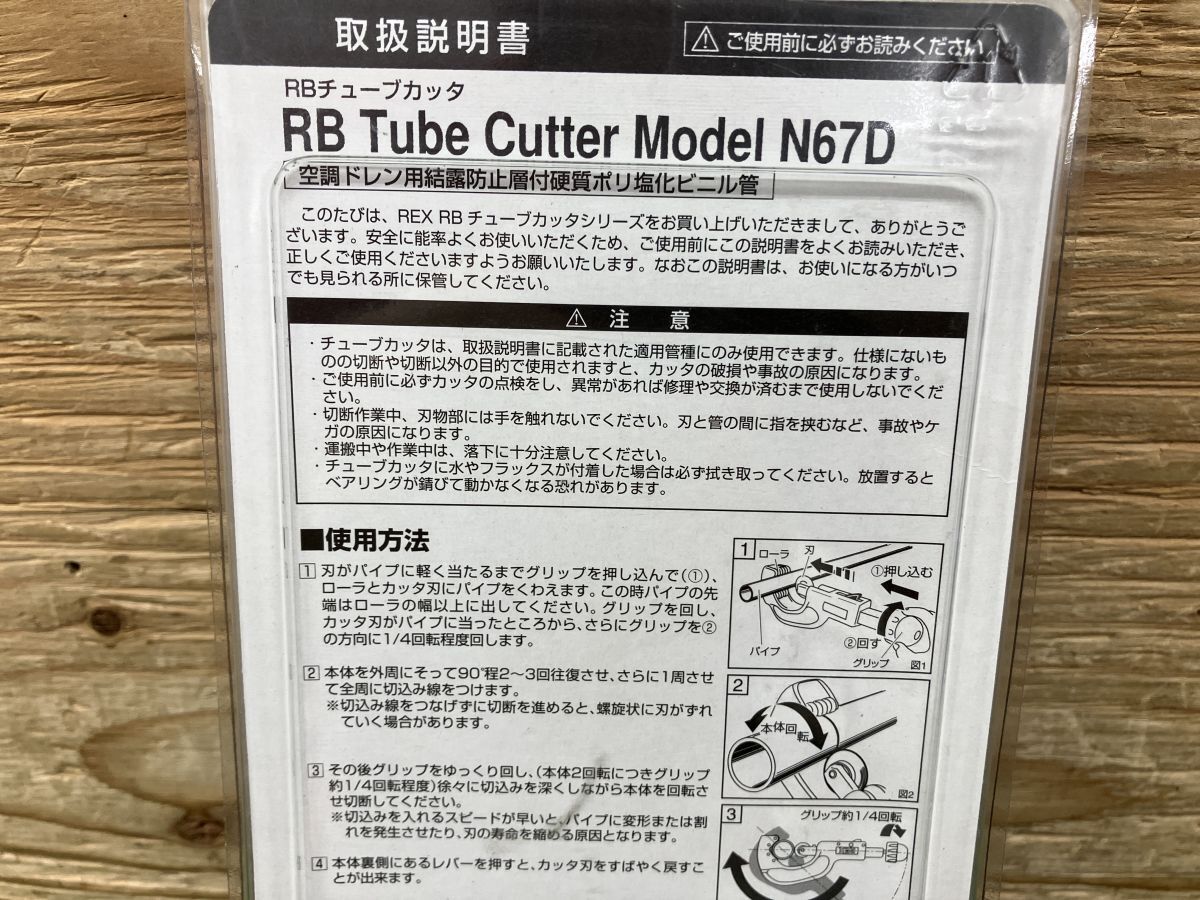 取扱説明書
⚠ ご使用前に必ずお読みください
RBチューブカッタ
RB Tube Cutter Model N67D
空調ドレン用結露防止層付硬質ポリ塩化ビニル管
このたびは、REX RB チューブカッタシリーズをお買い上げいただきまして、ありがとうご
ざいます。安全に能率よくお使いいただくため、ご使用前にこの説明書をよくお読みいただき、
正しくご使用くださいますようお願いいたします。なおこの説明書は、お使いになる方がいつ
でも見られる所に保管してください。
⚠ 注 意
・チューブカッタは、取扱説明書に記載された適用管種にのみ使用できます。仕様にないも
のの切断や切断以外の目的で使用されますと、カッタの破損や事故の原因になります。
・ご使用前に必ずカッタの点検をし、異常があれば修理や交換が済むまで使用しないでくだ
さい。
・切断作業中、刃物部には手を触れないでください。刃と管の間に指を挟むなど、事故やケ
ガの原因になります。
・運搬中や作業中は、落下に十分注意してください。
・チューブカッタに水やフラックスが付着した場合は必ず拭き取ってください。放置すると
ベアリングが錆びて動かなくなる恐れがあります。
■使用方法
1 刃がパイプに軽く当たるまでグリップを押し込んで(①)、
ローラとカッタ刃にパイプをくわえます。この時パイプの先
端はローラの幅以上に出してください。グリップを回し、
カッタ刃がパイプに当ったところから、さらにグリップを②
の方向に1/4回転程度回します。
2 本体を外周にそって90°程2～3回往復させ、さらに1周させ
て全周に切込み線をつけます。
※切込み線をつなげずに切断を進めると、螺旋状に刃がずれ
ていく場合があります。
3 その後グリップをゆっくり回し、(本体2回転につきグリップ
約1/4回転程度)徐々に切込みを深くしながら本体を回転さ
せ切断してください。
※切込みを入れるスピードが早いと、パイプに変形または割
れを発生させたり、刃の寿命を縮める原因となります。
4 本体裏側にあるレバーを押すと、カッタ刃をすばやく戻すこ
とが出来ます。
1
ローラ
刃
①押し込む
②回す
パイプ
グリップ
図1
2
本体回転
図2
3
グリップ約1/4回転